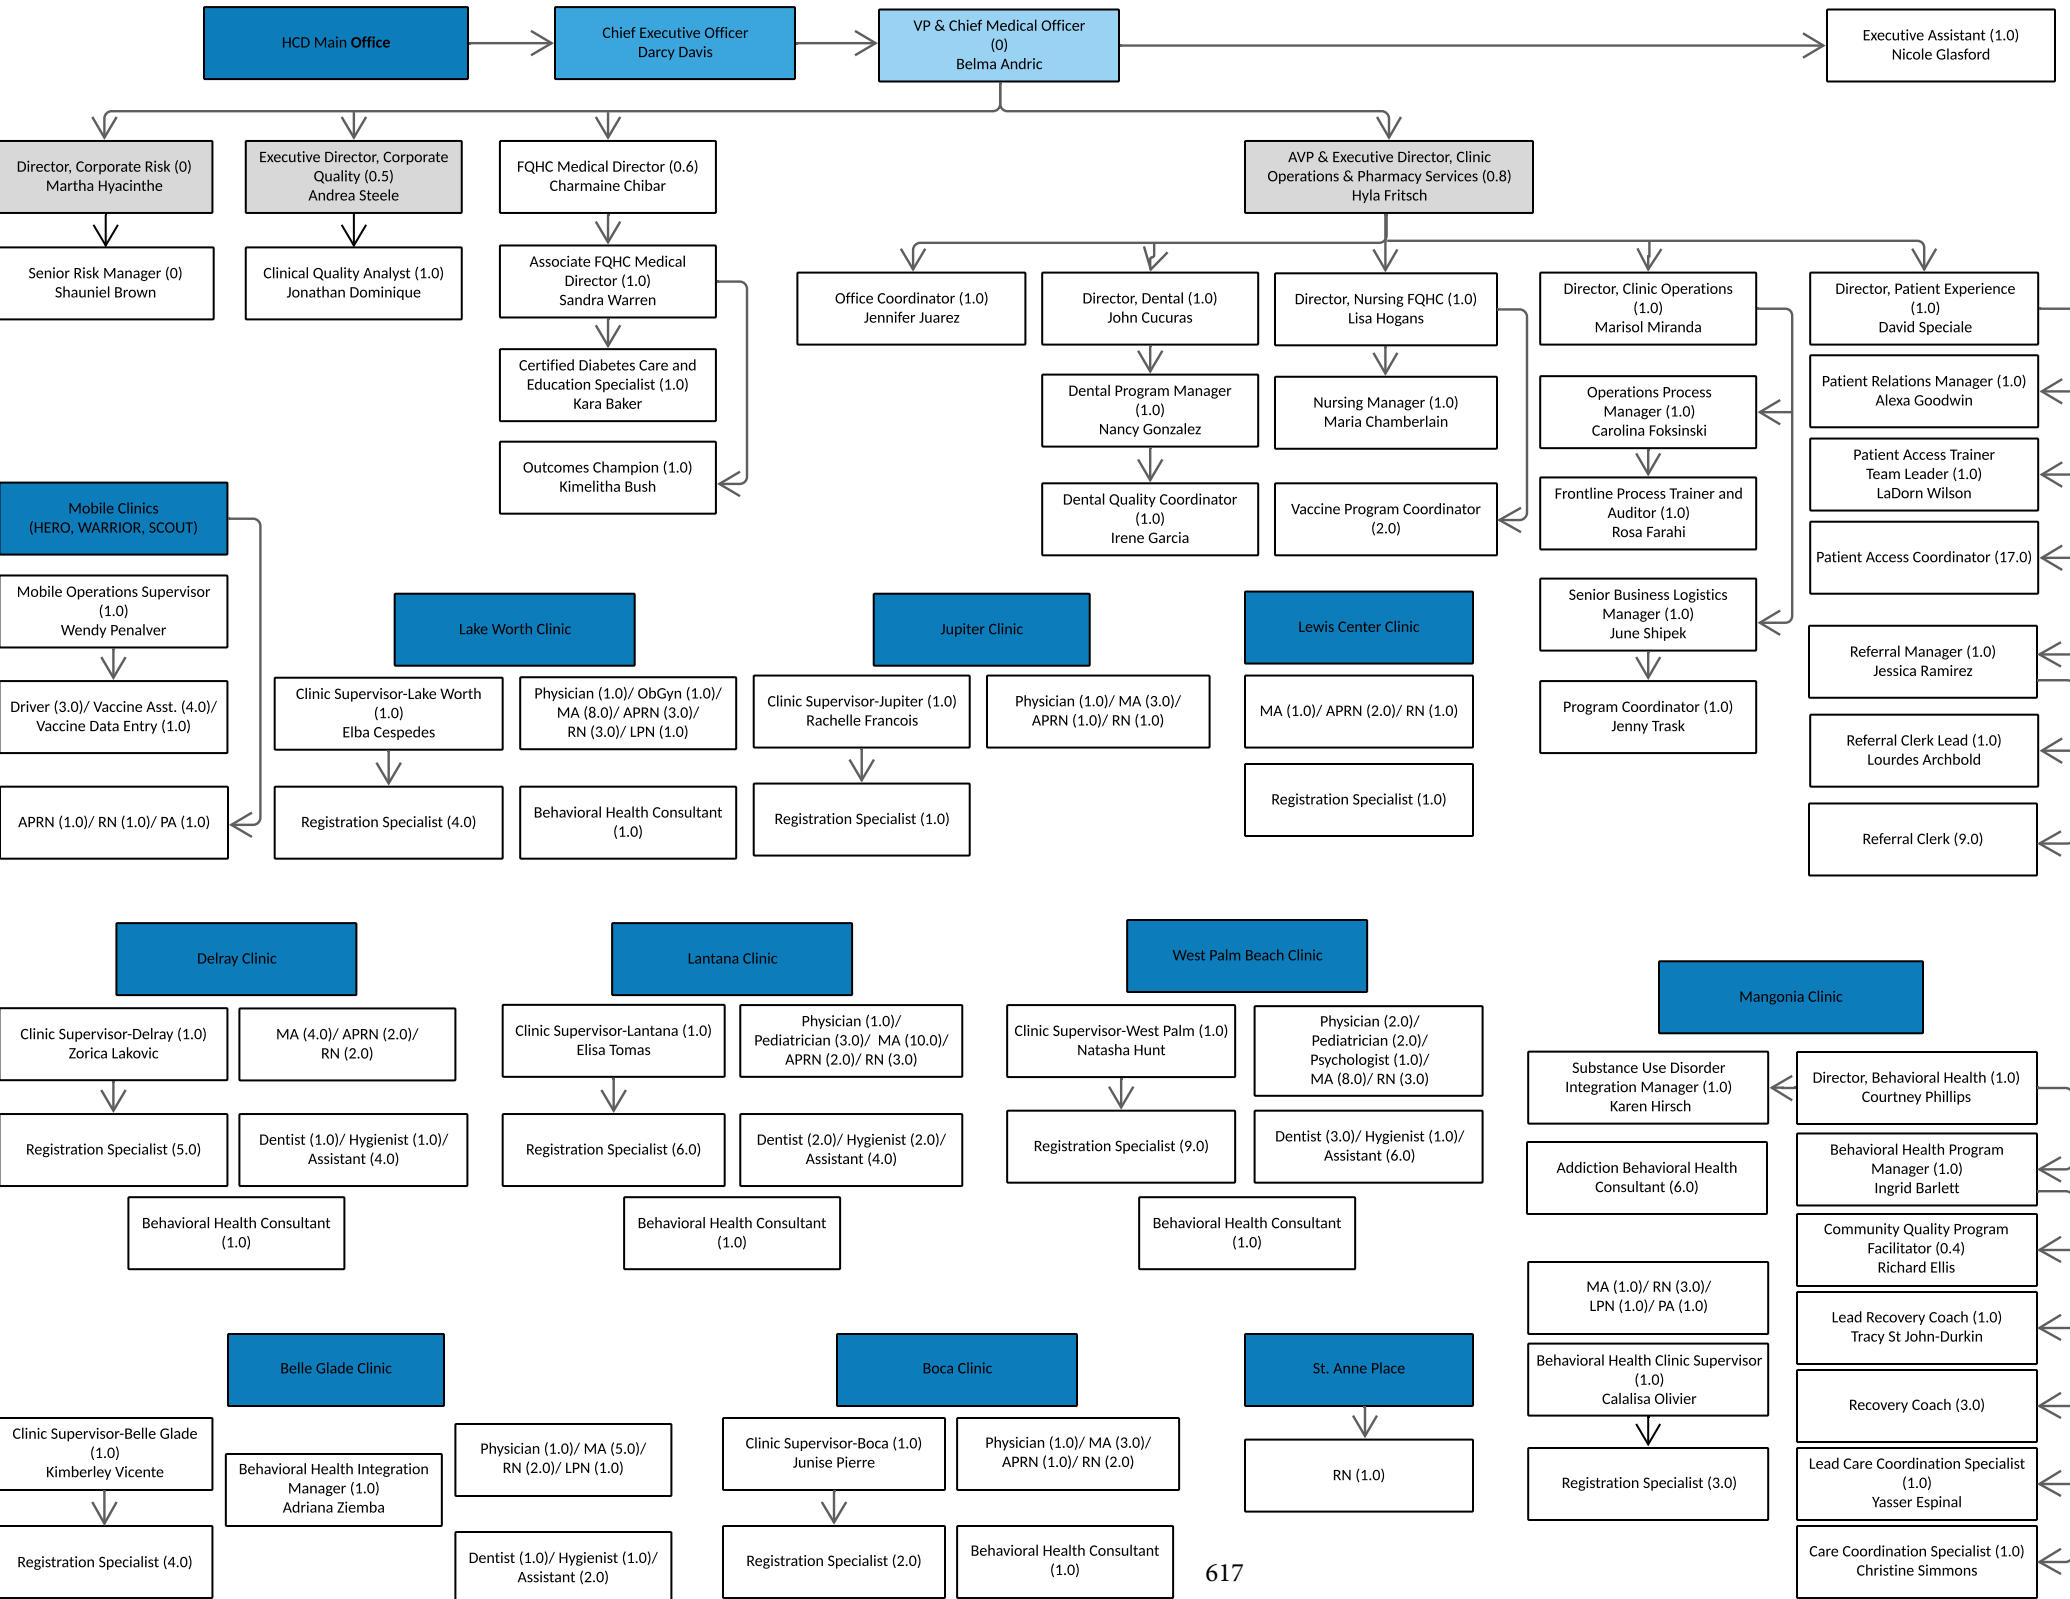 HCD Main Office
Chief Executive Officer
Darcy Davis
VP & Chief Medical Officer
(0)
Belma Andric
Executive Assistant (1.0)
Nicole Glasford
Director, Corporate Risk (0)
Martha Hyacinthe
Executive Director, Corporate
Quality (0.5)
Andrea Steele
FQHC Medical Director (0.6)
Charmaine Chibar
AVP & Executive Director, Clinic
Operations & Pharmacy Services (0.8)
Hyla Fritsch
Senior Risk Manager (0)
Shauniel Brown
Clinical Quality Analyst (1.0)
Jonathan Dominique
Associate FQHC Medical
Director (1.0)
Sandra Warren
Certified Diabetes Care and
Education Specialist (1.0)
Kara Baker
Outcomes Champion (1.0)
Kimelitha Bush
Office Coordinator (1.0)
Jennifer Juarez
Director, Dental (1.0)
John Cucuras
Dental Program Manager
(1.0)
Nancy Gonzalez
Dental Quality Coordinator
(1.0)
Irene Garcia
Director, Nursing FQHC (1.0)
Lisa Hogans
Nursing Manager (1.0)
Maria Chamberlain
Vaccine Program Coordinator
(2.0)
Director, Clinic Operations
(1.0)
Marisol Miranda
Operations Process
Manager (1.0)
Carolina Foksinski
Frontline Process Trainer and
Auditor (1.0)
Rosa Farahi
Senior Business Logistics
Manager (1.0)
June Shipek
Program Coordinator (1.0)
Jenny Trask
Director, Patient Experience
(1.0)
David Speciale
Patient Relations Manager (1.0)
Alexa Goodwin
Patient Access Trainer
Team Leader (1.0)
LaDorn Wilson
Patient Access Coordinator (17.0)
Referral Manager (1.0)
Jessica Ramirez
Referral Clerk Lead (1.0)
Lourdes Archbold
Referral Clerk (9.0)
Mobile Clinics
(HERO, WARRIOR, SCOUT)
Mobile Operations Supervisor
(1.0)
Wendy Penalver
Driver (3.0)/ Vaccine Asst. (4.0)/
Vaccine Data Entry (1.0)
APRN (1.0)/ RN (1.0)/ PA (1.0)
Lake Worth Clinic
Clinic Supervisor-Lake Worth
(1.0)
Elba Cespedes
Physician (1.0)/ ObGyn (1.0)/
MA (8.0)/ APRN (3.0)/
RN (3.0)/ LPN (1.0)
Registration Specialist (4.0)
Behavioral Health Consultant
(1.0)
Jupiter Clinic
Clinic Supervisor-Jupiter (1.0)
Rachelle Francois
Physician (1.0)/ MA (3.0)/
APRN (1.0)/ RN (1.0)
Registration Specialist (1.0)
Lewis Center Clinic
MA (1.0)/ APRN (2.0)/ RN (1.0)
Registration Specialist (1.0)
Delray Clinic
Clinic Supervisor-Delray (1.0)
Zorica Lakovic
MA (4.0)/ APRN (2.0)/
RN (2.0)
Registration Specialist (5.0)
Dentist (1.0)/ Hygienist (1.0)/
Assistant (4.0)
Behavioral Health Consultant
(1.0)
Lantana Clinic
Clinic Supervisor-Lantana (1.0)
Elisa Tomas
Physician (1.0)/
Pediatrician (3.0)/ MA (10.0)/
APRN (2.0)/ RN (3.0)
Registration Specialist (6.0)
Dentist (2.0)/ Hygienist (2.0)/
Assistant (4.0)
Behavioral Health Consultant
(1.0)
West Palm Beach Clinic
Clinic Supervisor-West Palm (1.0)
Natasha Hunt
Physician (2.0)/
Pediatrician (2.0)/
Psychologist (1.0)/
MA (8.0)/ RN (3.0)
Registration Specialist (9.0)
Dentist (3.0)/ Hygienist (1.0)/
Assistant (6.0)
Behavioral Health Consultant
(1.0)
Mangonia Clinic
Substance Use Disorder
Integration Manager (1.0)
Karen Hirsch
Director, Behavioral Health (1.0)
Courtney Phillips
Addiction Behavioral Health
Consultant (6.0)
Behavioral Health Program
Manager (1.0)
Ingrid Barlett
Community Quality Program
Facilitator (0.4)
Richard Ellis
MA (1.0)/ RN (3.0)/
LPN (1.0)/ PA (1.0)
Lead Recovery Coach (1.0)
Tracy St John-Durkin
Behavioral Health Clinic Supervisor
(1.0)
Calalisa Olivier
Recovery Coach (3.0)
Registration Specialist (3.0)
Lead Care Coordination Specialist
(1.0)
Yasser Espinal
Care Coordination Specialist (1.0)
Christine Simmons
Belle Glade Clinic
Clinic Supervisor-Belle Glade
(1.0)
Kimberley Vicente
Behavioral Health Integration
Manager (1.0)
Adriana Ziemba
Physician (1.0)/ MA (5.0)/
RN (2.0)/ LPN (1.0)
Registration Specialist (4.0)
Dentist (1.0)/ Hygienist (1.0)/
Assistant (2.0)
Boca Clinic
Clinic Supervisor-Boca (1.0)
Junise Pierre
Physician (1.0)/ MA (3.0)/
APRN (1.0)/ RN (2.0)
Registration Specialist (2.0)
Behavioral Health Consultant
(1.0)
St. Anne Place
RN (1.0)
617